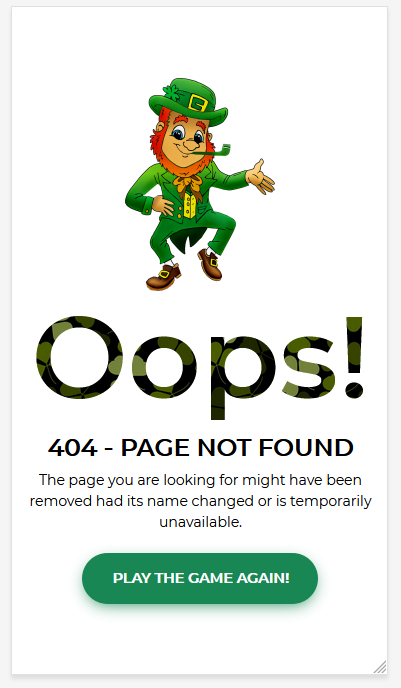 Oops!
404 - PAGE NOT FOUND
The page you are looking for might have been
removed had its name changed or is temporarily
unavailable.
PLAY THE GAME AGAIN!